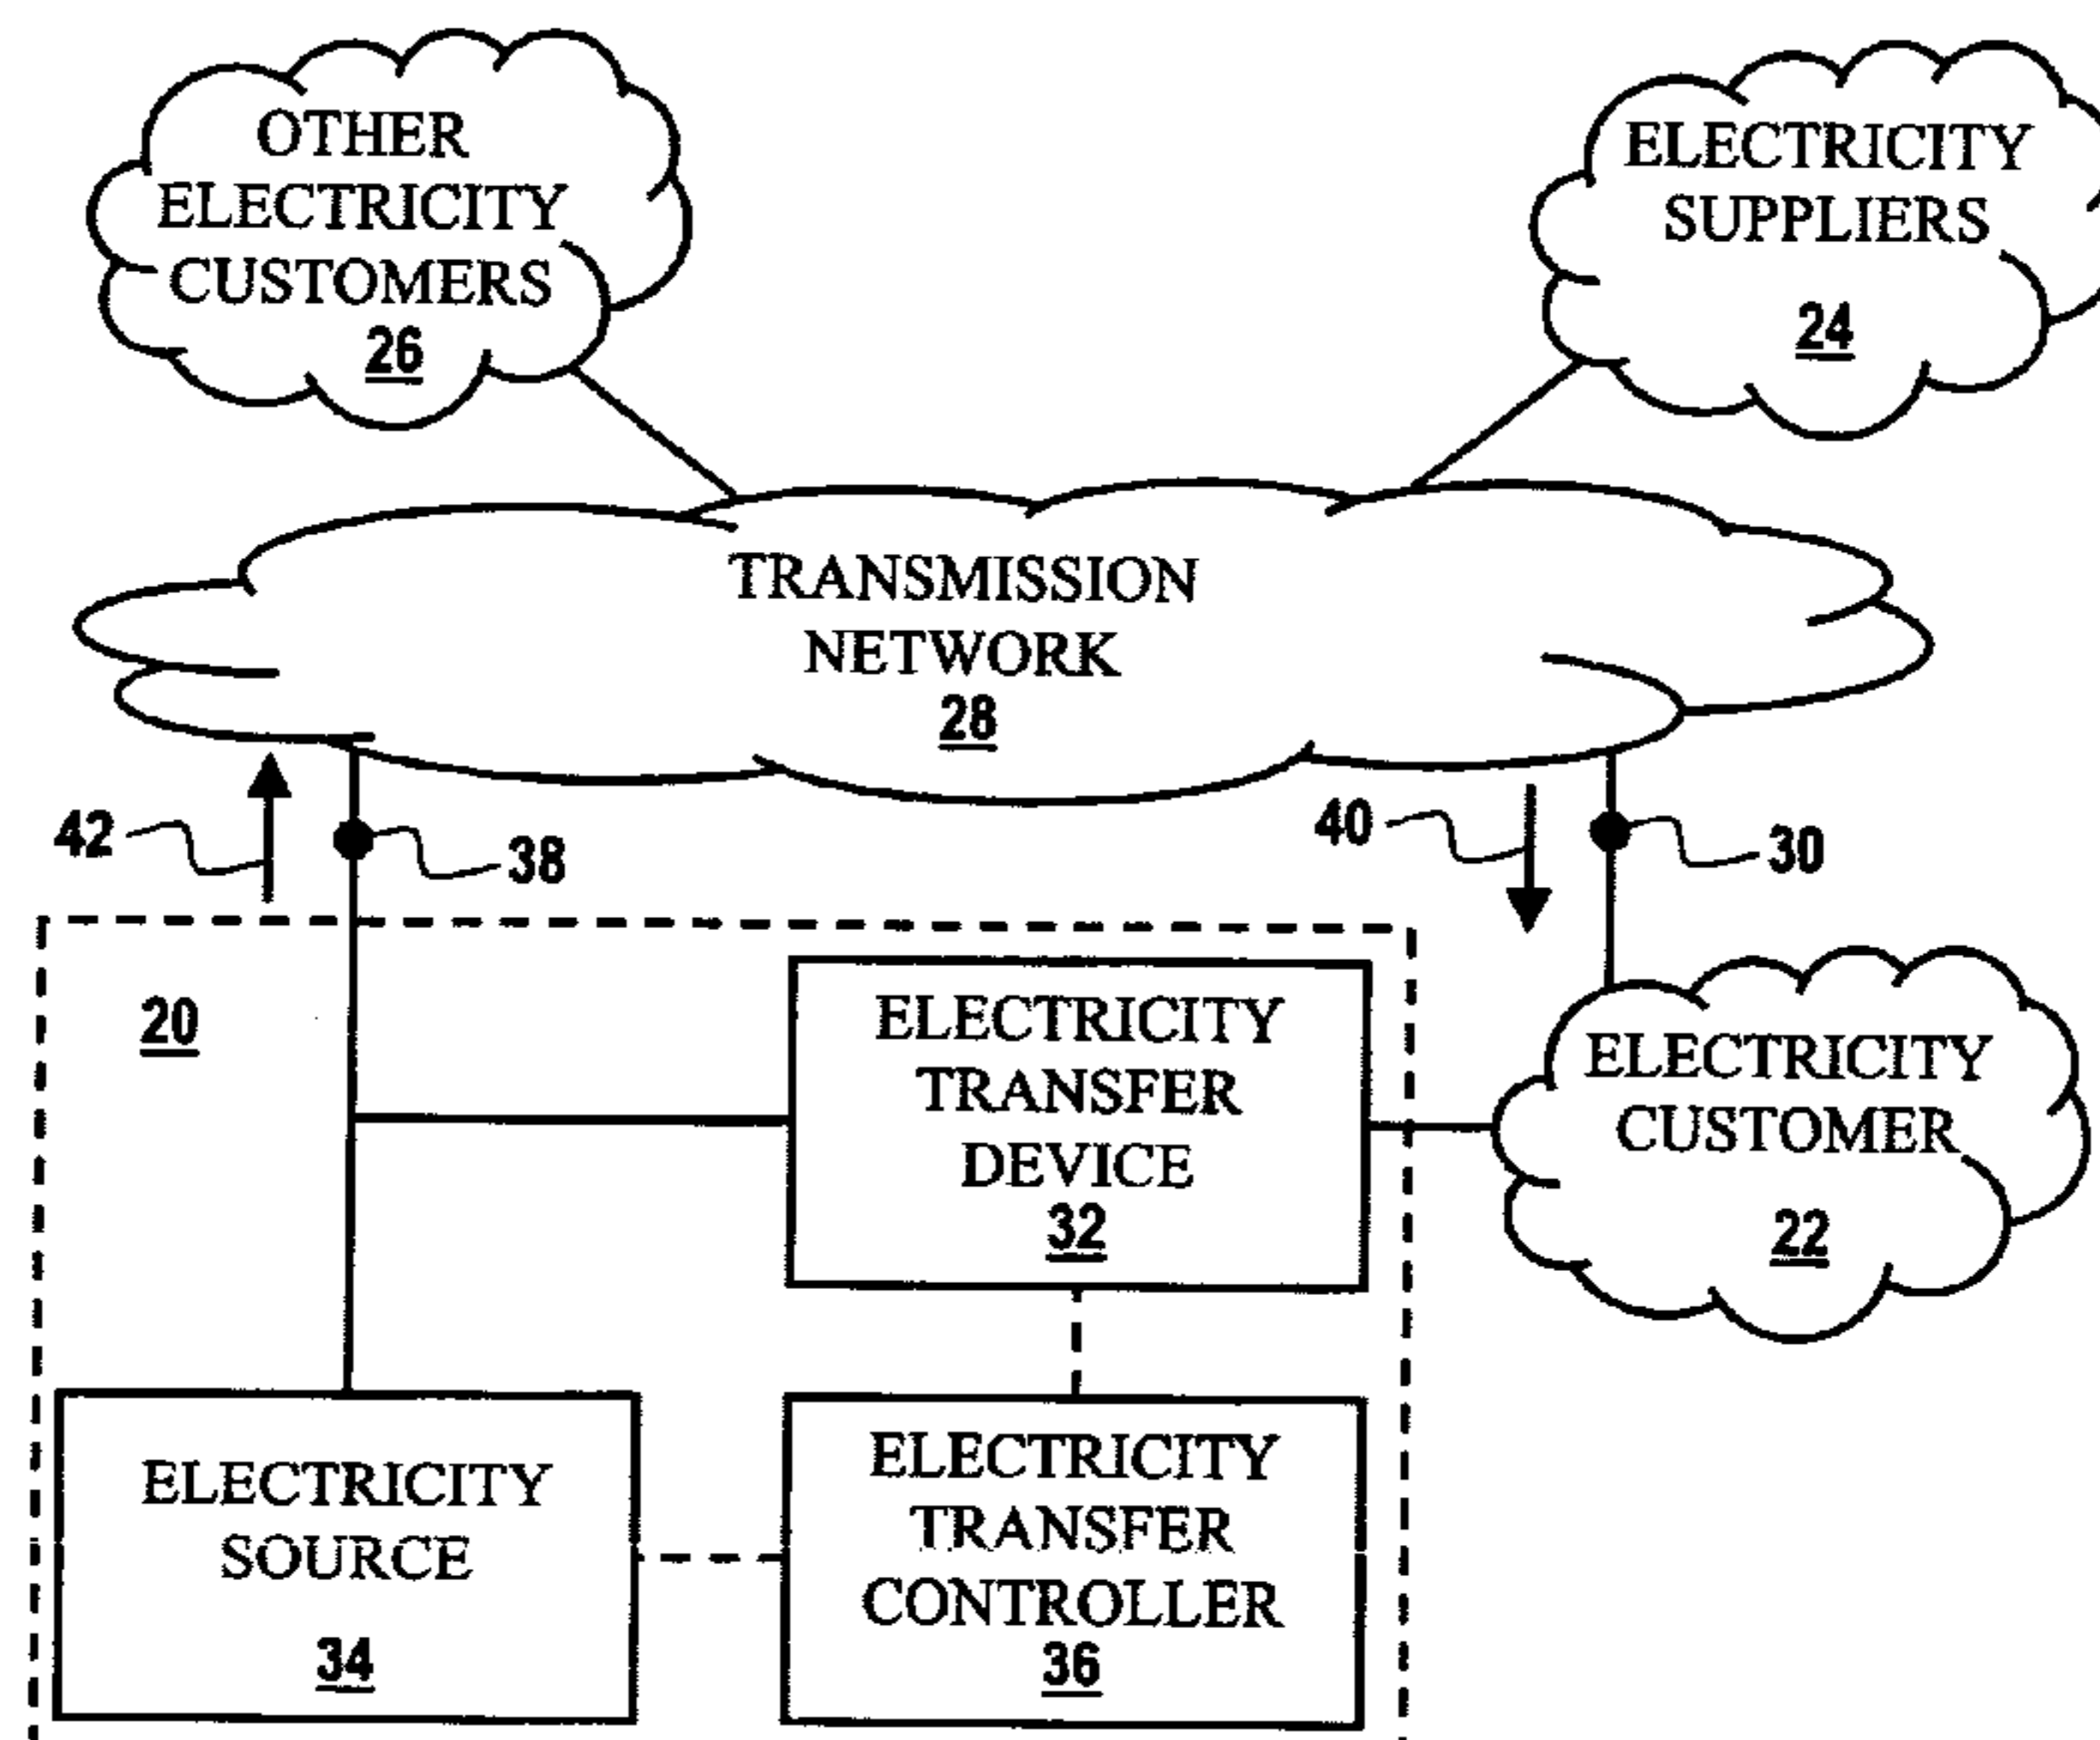 OTHER
ELECTRICITY
CUSTOMERS
26
ELECTRICITY
SUPPLIERS
24
TRANSMISSION
NETWORK
28
42
38
40
30
20
ELECTRICITY
TRANSFER
DEVICE
32
ELECTRICITY
CUSTOMER
22
ELECTRICITY
SOURCE
34
ELECTRICITY
TRANSFER
CONTROLLER
36